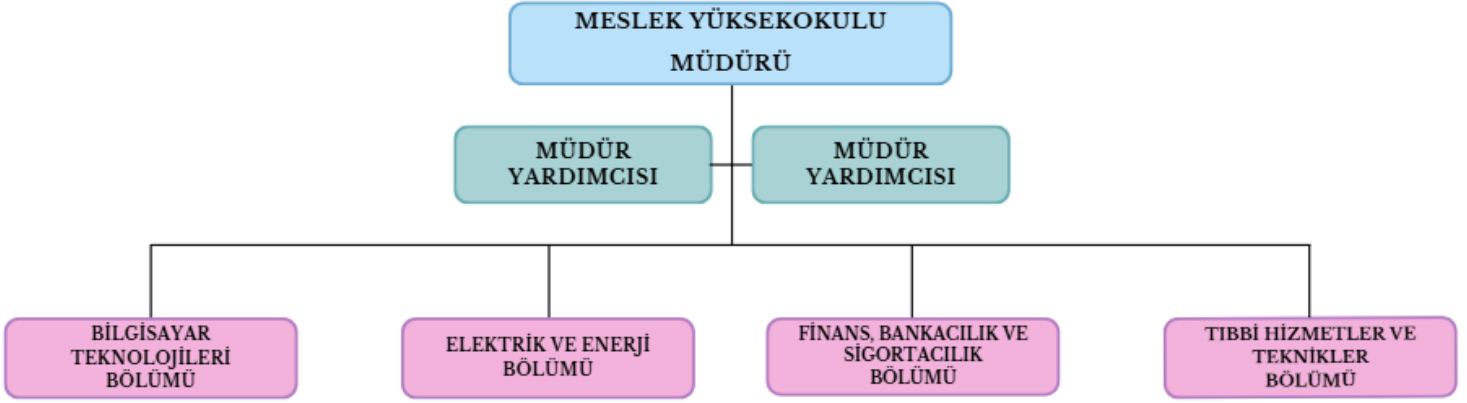 MESLEK YÜKSEKOKULU
MÜDÜRÜ
MÜDÜR
YARDIMCISI
MÜDÜR
YARDIMCISI
BİLGİSAYAR
TEKNOLOJİLERİ
BÖLÜMÜ
ELEKTRİK VE ENERJİ
BÖLÜMÜ
FİNANS, BANKACILIK VE
SİGORTACILIK
BÖLÜMÜ
TIBBİ HİZMETLER VE
TEKNİKLER
BÖLÜMÜ